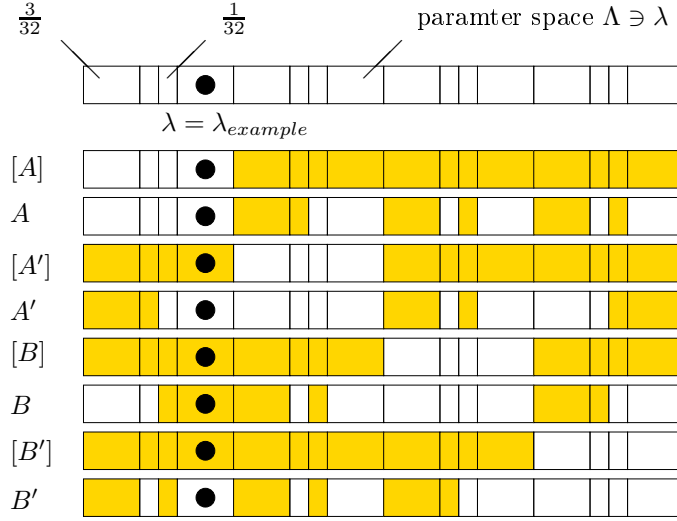 3/32 1/32 paramter space Λ ∋ λ
λ = λ_example
[A]
A
[A′]
A′
[B]
B
[B′]
B′